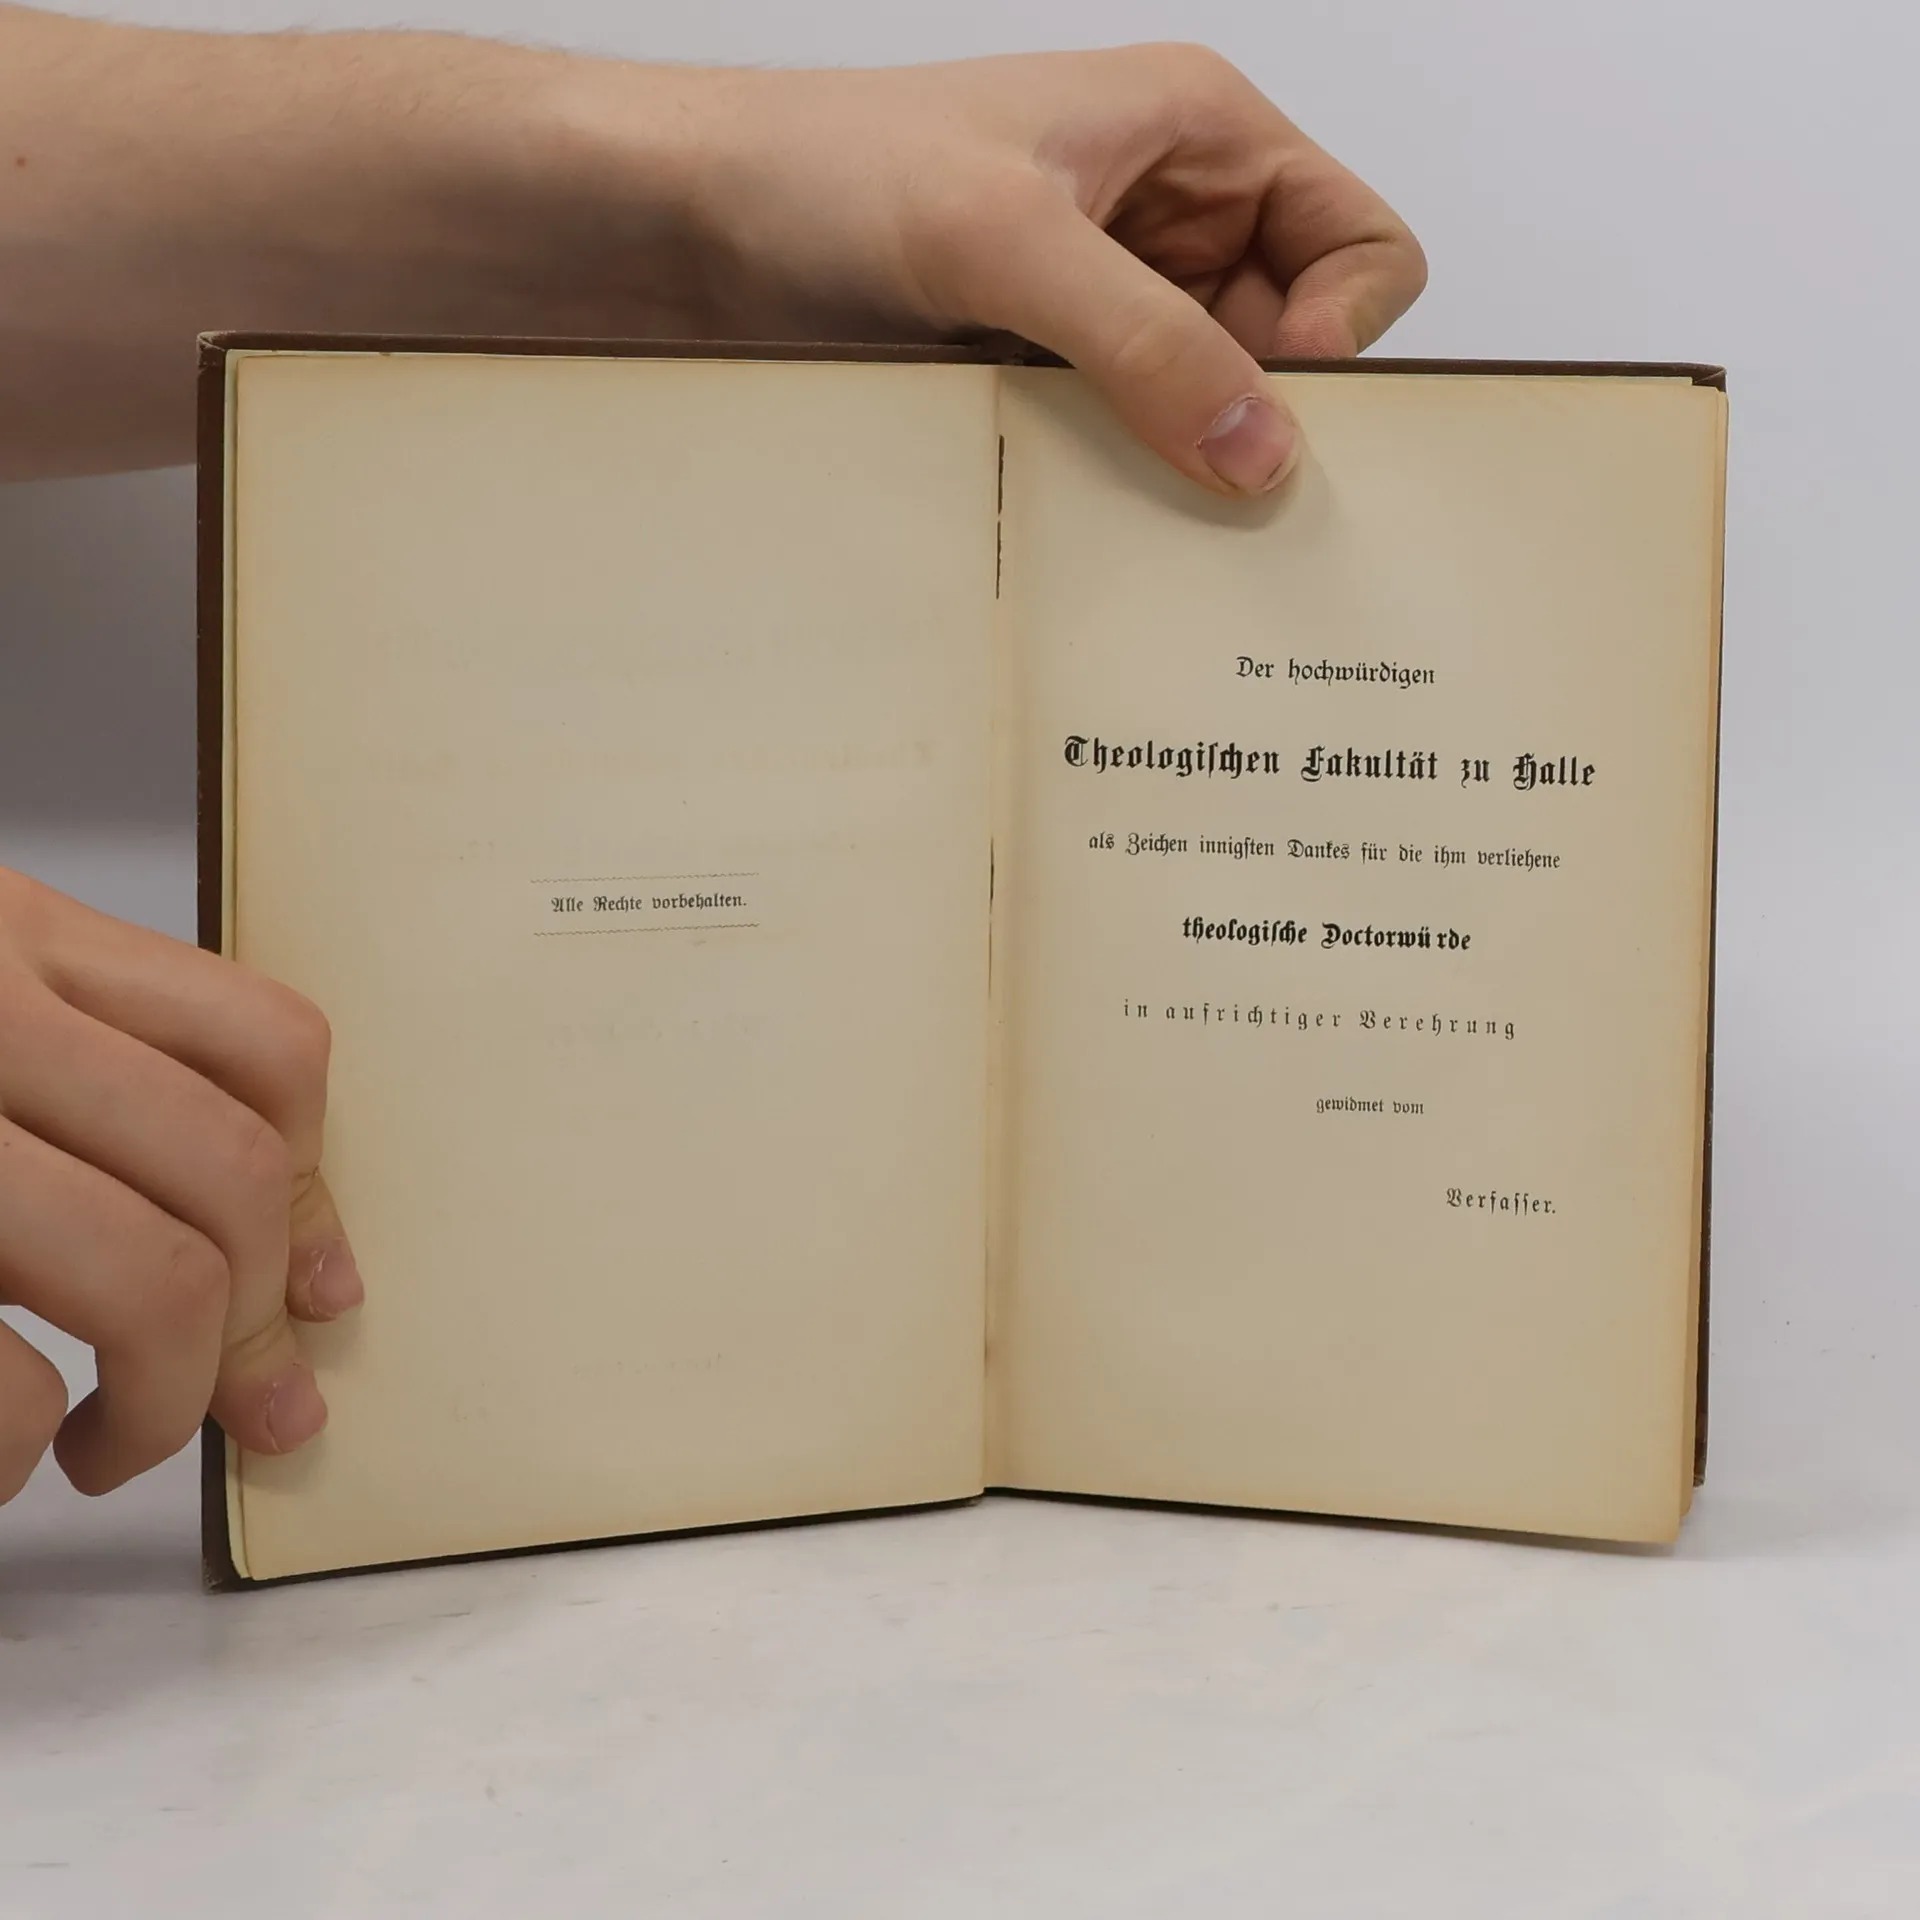 Alle Rechte vorbehalten.
Der hochwürdigen
Theologiſchen Fakultät zu Halle
als Zeichen innigſten Dankes für die ihm verliehene
theologiſche Doctorwürde
in aufrichtiger Verehrung
gewidmet vom
Verfaſſer.